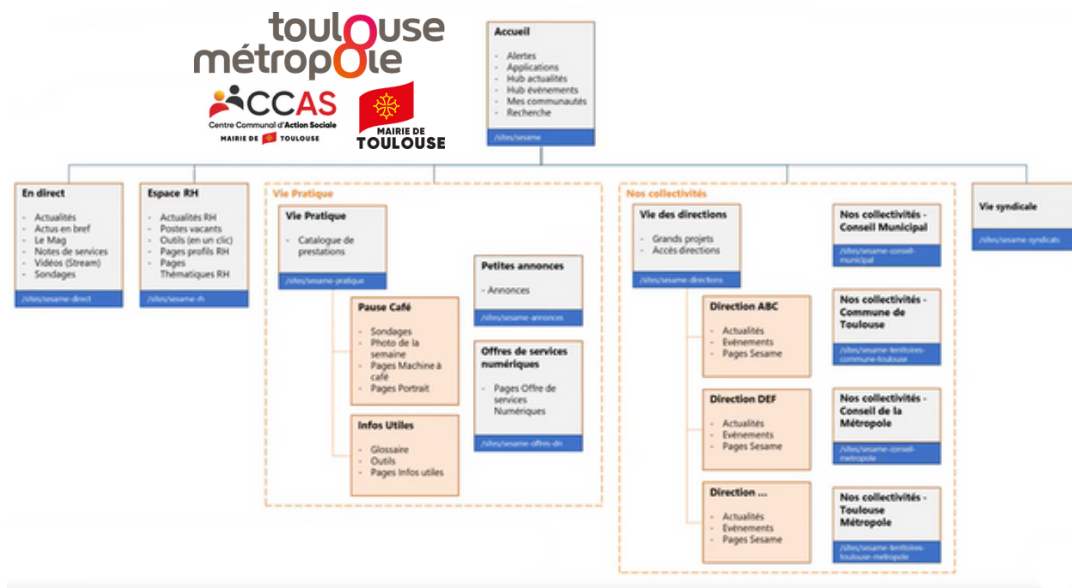 toulouse
métropole
CCAS
Centre Communal d'Action Sociale
MAIRIE DE TOULOUSE
MAIRIE DE
TOULOUSE
Accueil
- Alertes
- Applications
- Hub actualités
- Hub évènements
- Mes communautés
- Recherche
/sites/sesame
En direct
- Actualités
- Actus en bref
- Le Mag
- Notes de services
- Vidéos (Stream)
- Sondages
/sites/sesame-direct
Espace RH
- Actualités RH
- Postes vacants
- Outils (en un clic)
- Pages profils RH
- Pages
Thématiques RH
/sites/sesame-rh
Vie Pratique
Vie Pratique
- Catalogue de
prestations
/sites/sesame-pratique
Pause Café
- Sondages
- Photo de la
semaine
- Pages Machine à
café
- Pages Portrait
Infos Utiles
- Glossaire
- Outils
- Pages Infos utiles
Petites annonces
- Annonces
/sites/sesame-annonces
Offres de services
numériques
- Pages Offre de
services
Numériques
/sites/sesame-offres-dn
Nos collectivités
Vie des directions
- Grands projets
- Accès directions
/sites/sesame-directions
Direction ABC
- Actualités
- Evènements
- Pages Sesame
Direction DEF
- Actualités
- Evènements
- Pages Sesame
Direction ...
- Actualités
- Evènements
- Pages Sesame
Nos collectivités -
Conseil Municipal
/sites/sesame-conseil-
municipal
Nos collectivités -
Commune de
Toulouse
/sites/sesame-territoires-
commune-toulouse
Nos collectivités -
Conseil de la
Métropole
/sites/sesame-conseil-
metropole
Nos collectivités -
Toulouse
Métropole
/sites/sesame-territoires-
toulouse-metropole
Vie syndicale
/sites/sesame-syndicats